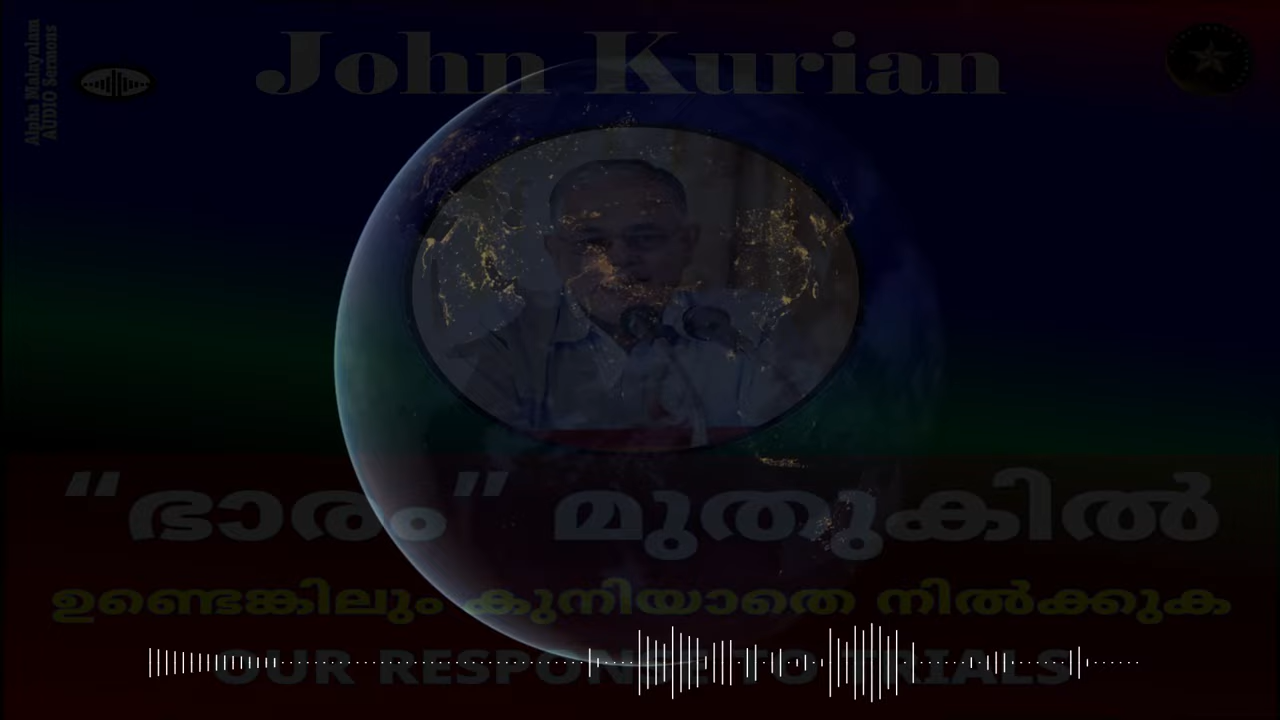 Alpha Malayalam
AUDIO Sermons
John Kurian
“ഭാരം” മുതുകിൽ
ഉണ്ടെങ്കിലും കുനിയാതെ നിൽക്കുക
OUR RESPONSE TO TRIALS